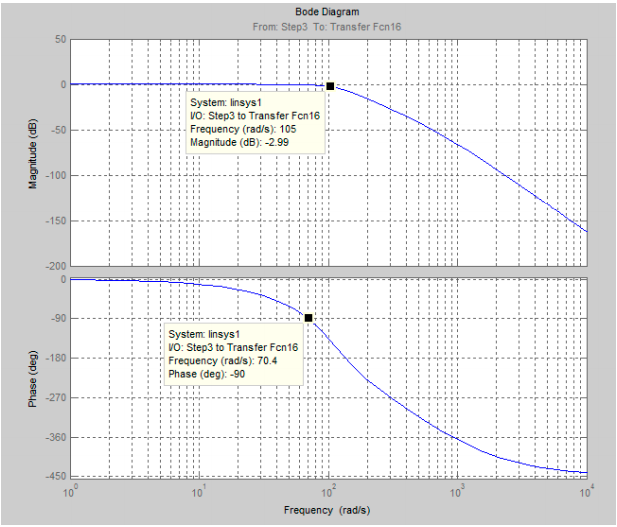 Bode Diagram
From: Step3 To: Transfer Fcn16
Magnitude (dB)
50
0
-50
-100
-150
-200
System: linsys1
I/O: Step3 to Transfer Fcn16
Frequency (rad/s): 105
Magnitude (dB): -2.99
Phase (deg)
0
-90
-180
-270
-360
-450
System: linsys1
I/O: Step3 to Transfer Fcn16
Frequency (rad/s): 70.4
Phase (deg): -90
10^0 10^1 10^2 10^3 10^4
Frequency (rad/s)